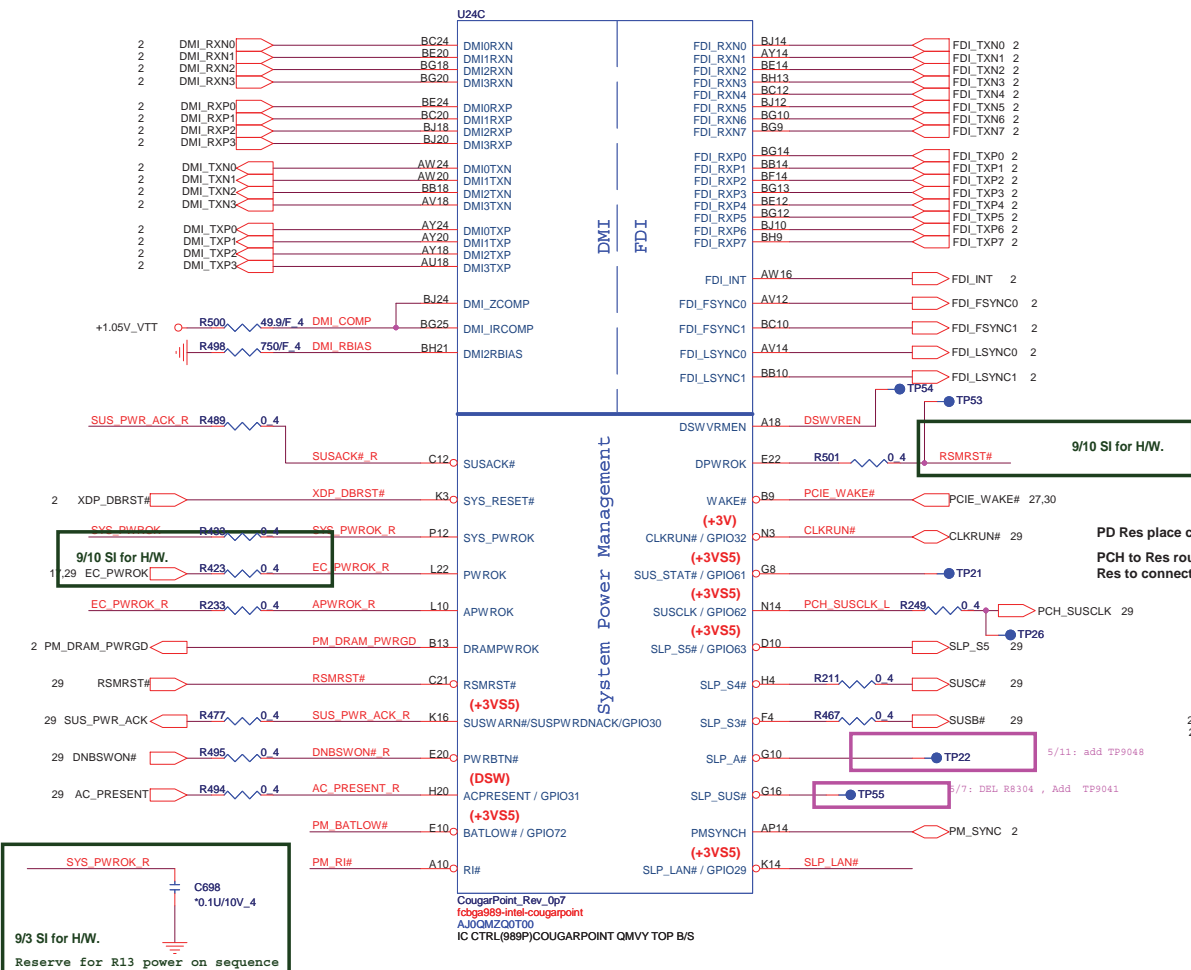 U24C
2 DMI_RXN0 BC24 DMI0RXN FDI_RXN0 BJ14 FDI_TXN0 2
2 DMI_RXN1 BE20 DMI1RXN FDI_RXN1 AY14 FDI_TXN1 2
2 DMI_RXN2 BG18 DMI2RXN FDI_RXN2 BE14 FDI_TXN2 2
2 DMI_RXN3 BG20 DMI3RXN FDI_RXN3 BH13 FDI_TXN3 2
FDI_RXN4 BC12 FDI_TXN4 2
2 DMI_RXP0 BE24 DMI0RXP FDI_RXN5 BJ12 FDI_TXN5 2
2 DMI_RXP1 BC20 DMI1RXP FDI_RXN6 BG10 FDI_TXN6 2
2 DMI_RXP2 BJ18 DMI2RXP FDI_RXN7 BG9 FDI_TXN7 2
2 DMI_RXP3 BJ20 DMI3RXP
FDI_RXP0 BG14 FDI_TXP0 2
2 DMI_TXN0 AW24 DMI0TXN FDI_RXP1 BB14 FDI_TXP1 2
2 DMI_TXN1 AW20 DMI1TXN FDI_RXP2 BF14 FDI_TXP2 2
2 DMI_TXN2 BB18 DMI2TXN FDI_RXP3 BG13 FDI_TXP3 2
2 DMI_TXN3 AV18 DMI3TXN FDI_RXP4 BE12 FDI_TXP4 2
FDI_RXP5 BG12 FDI_TXP5 2
2 DMI_TXP0 AY24 DMI0TXP FDI_RXP6 BJ10 FDI_TXP6 2
2 DMI_TXP1 AY20 DMI1TXP FDI_RXP7 BH9 FDI_TXP7 2
2 DMI_TXP2 AY18 DMI2TXP
2 DMI_TXP3 AU18 DMI3TXP
DMI
FDI
FDI_INT AW16 FDI_INT 2
BJ24 DMI_ZCOMP FDI_FSYNC0 AV12 FDI_FSYNC0 2
+1.05V_VTT R500 49.9/F_4 DMI_COMP BG25 DMI_IRCOMP FDI_FSYNC1 BC10 FDI_FSYNC1 2
R498 750/F_4 DMI_RBIAS BH21 DMI2RBIAS FDI_LSYNC0 AV14 FDI_LSYNC0 2
FDI_LSYNC1 BB10 FDI_LSYNC1 2
TP54
TP53
System Power Management
SUS_PWR_ACK_R R489 0_4 DSWVRMEN A18 DSWVREN
9/10 SI for H/W.
SUSACK#_R C12 SUSACK# DPWROK E22 R501 0_4 RSMRST#
2 XDP_DBRST# XDP_DBRST# K3 SYS_RESET# WAKE# B9 PCIE_WAKE# PCIE_WAKE# 27,30
(+3V)
SYS_PWROK 0_4 SYS_PWROK_R P12 SYS_PWROK CLKRUN# / GPIO32 N3 CLKRUN# CLKRUN# 29
PD Res place
9/10 SI for H/W.
(+3VS5)
PCH to Res
17,29 EC_PWROK R423 0_4 EC_PWROK_R L22 PWROK SUS_STAT# / GPIO61 G8 TP21
Res to connect
(+3VS5)
EC_PWROK_R R233 0_4 APWROK_R L10 APWROK SUSCLK / GPIO62 N14 PCH_SUSCLK_L R249 0_4 PCH_SUSCLK 29
(+3VS5)
TP26
2 PM_DRAM_PWRGD PM_DRAM_PWRGD B13 DRAMPWROK SLP_S5# / GPIO63 D10 SLP_S5 29
29 RSMRST# RSMRST# C21 RSMRST# SLP_S4# H4 R211 0_4 SUSC# 29
(+3VS5)
29 SUS_PWR_ACK R477 0_4 SUS_PWR_ACK_R K16 SUSWARN#/SUSPWRDNACK/GPIO30 SLP_S3# F4 R467 0_4 SUSB# 29
29 DNBSWON# R495 0_4 DNBSWON#_R E20 PWRBTN# SLP_A# G10 TP22 5/11: add TP9048
(DSW)
29 AC_PRESENT R494 0_4 AC_PRESENT_R H20 ACPRESENT / GPIO31 SLP_SUS# G16 TP55 5/7: DEL R8304 , Add TP9041
(+3VS5)
PM_BATLOW# E10 BATLOW# / GPIO72 PMSYNCH AP14 PM_SYNC 2
(+3VS5)
PM_RI# A10 RI# SLP_LAN# / GPIO29 K14 SLP_LAN#
CougarPoint_Rev_0p7
fcbga989-intel-cougarpoint
AJ0QMZQ0T00
IC CTRL(989P)COUGARPOINT QMVY TOP B/S
SYS_PWROK_R
C698
*0.1U/10V_4
9/3 SI for H/W.
Reserve for R13 power on sequence